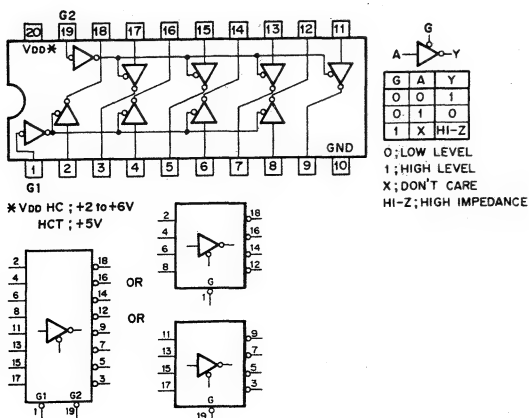 G2
20 19 18 17 16 15 14 13 12 11
VDD*
GND
1 2 3 4 5 6 7 8 9 10
G1
G
A Y
G A Y
0 0 1
0 1 0
1 X HI-Z
0;LOW LEVEL
1;HIGH LEVEL
X;DON'T CARE
HI-Z;HIGH IMPEDANCE
*VDD HC;+2 to+6V
HCT;+5V
2 18
4 16
6 14
8 12
11 9
13 7
15 5
17 3
G1 G2
1 19
OR
OR
2 18
4 16
6 14
8 12
G
1
11 9
13 7
15 5
17 3
G
19